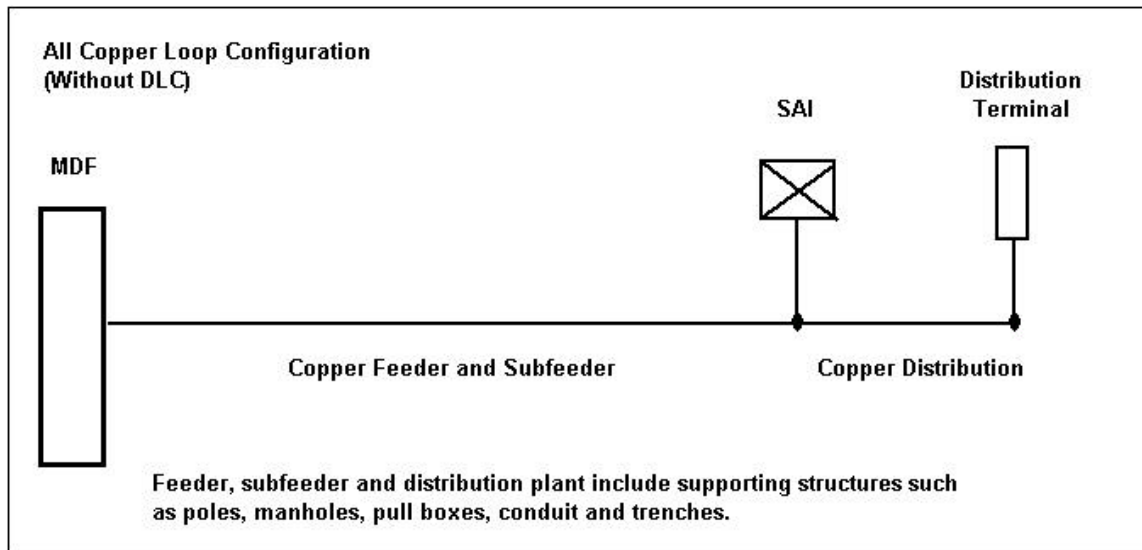 All Copper Loop Configuration
(Without DLC)
Distribution
Terminal
SAI
MDF
Copper Feeder and Subfeeder
Copper Distribution
Feeder, subfeeder and distribution plant include supporting structures such
as poles, manholes, pull boxes, conduit and trenches.